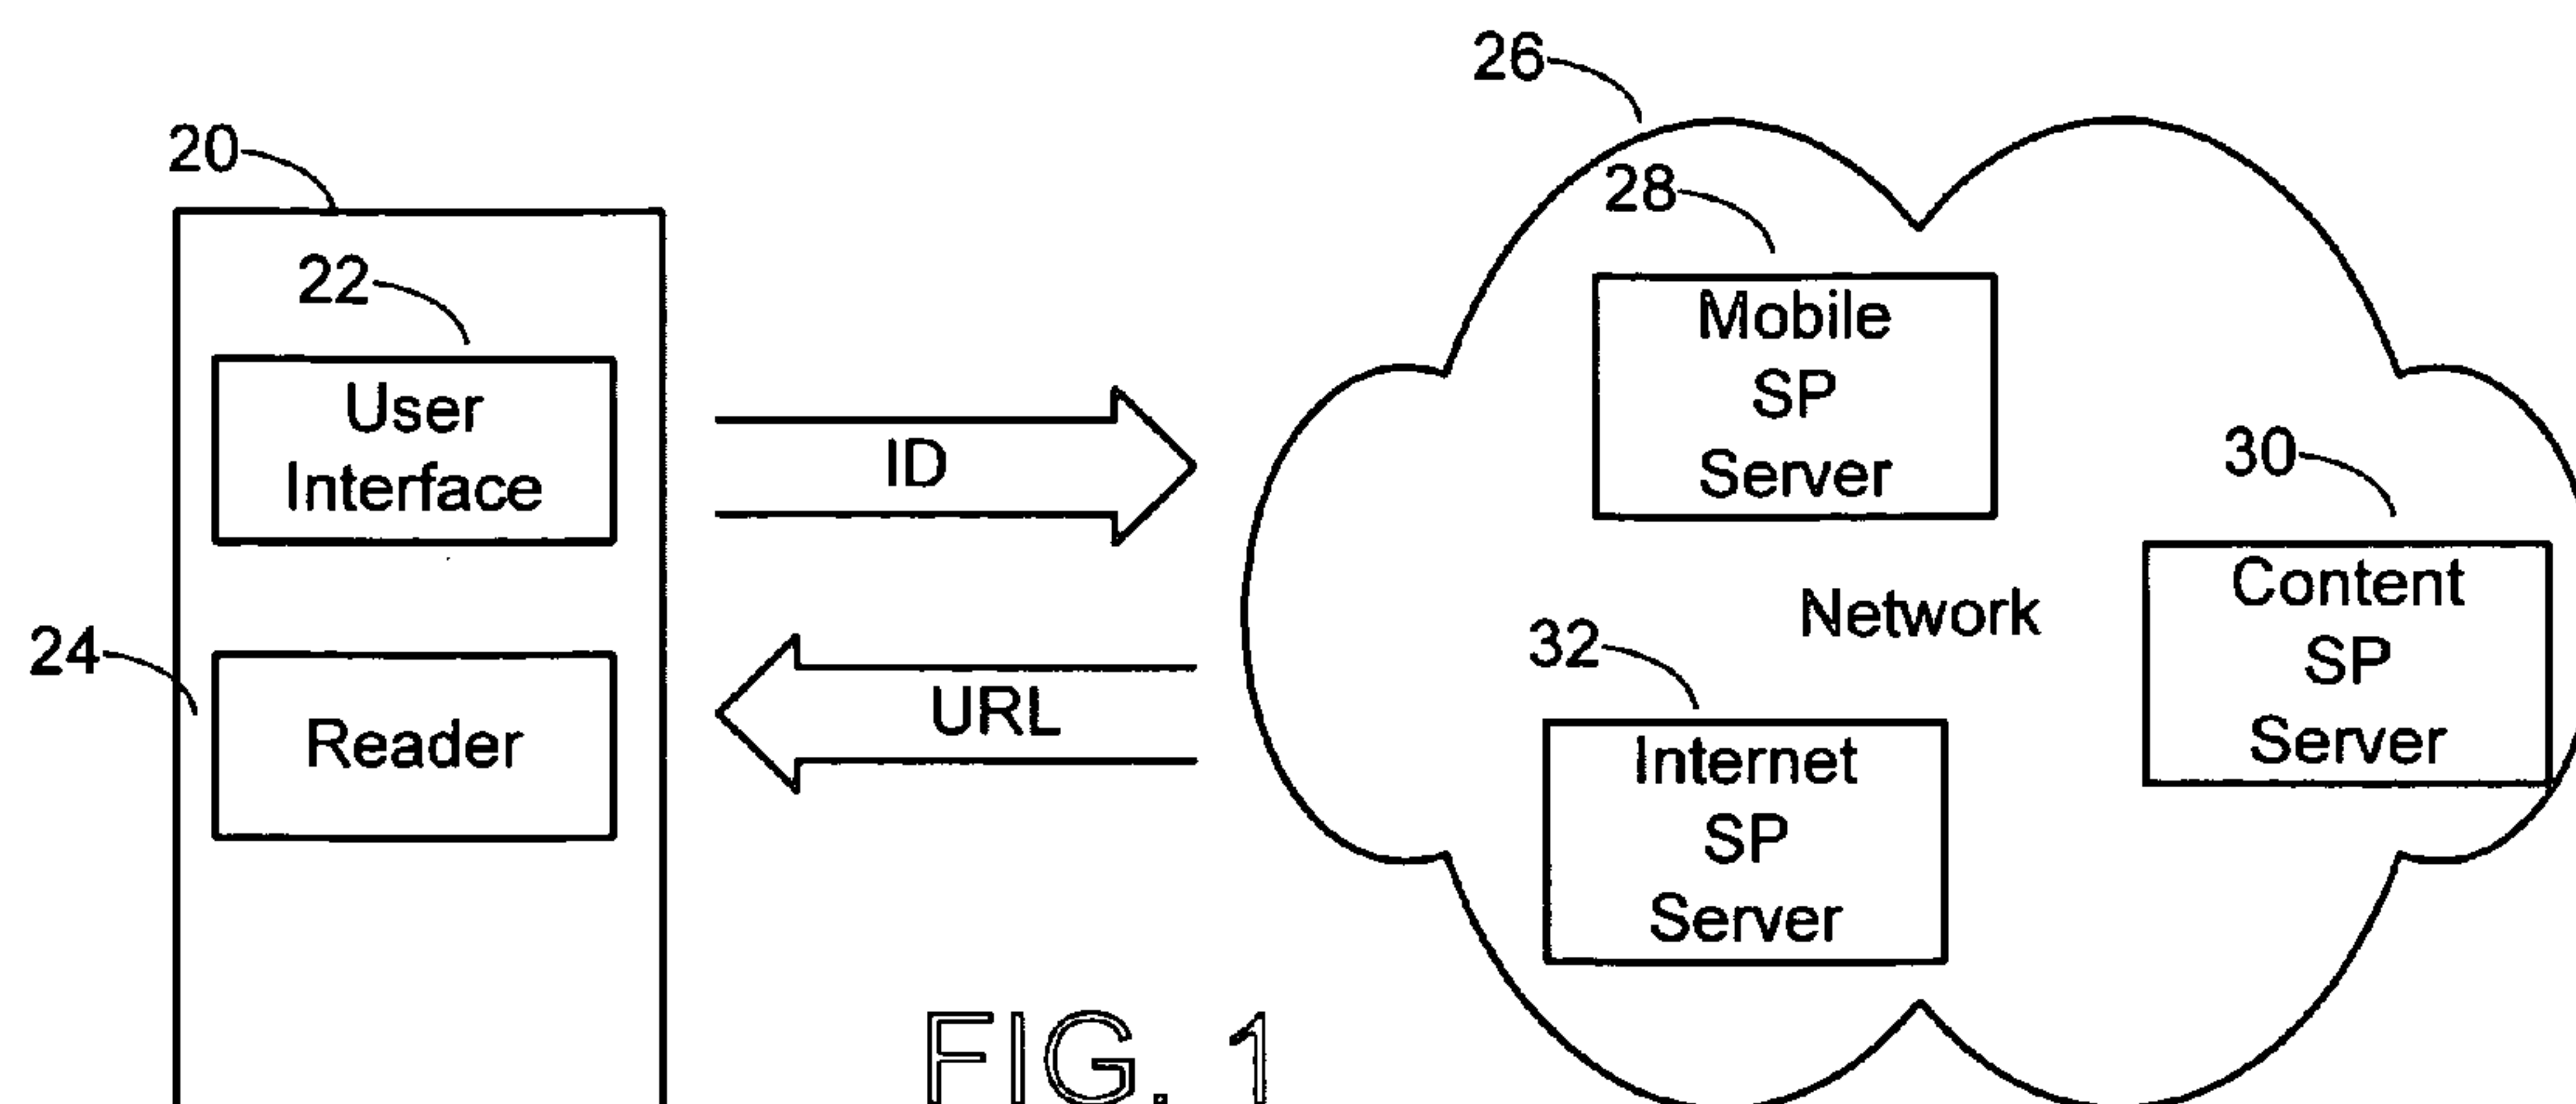 26
20
28
22
Mobile
SP
Server
User
Interface
ID
30
Content
SP
Server
Network
32
24
Reader
URL
Internet
SP
Server
FIG. 1